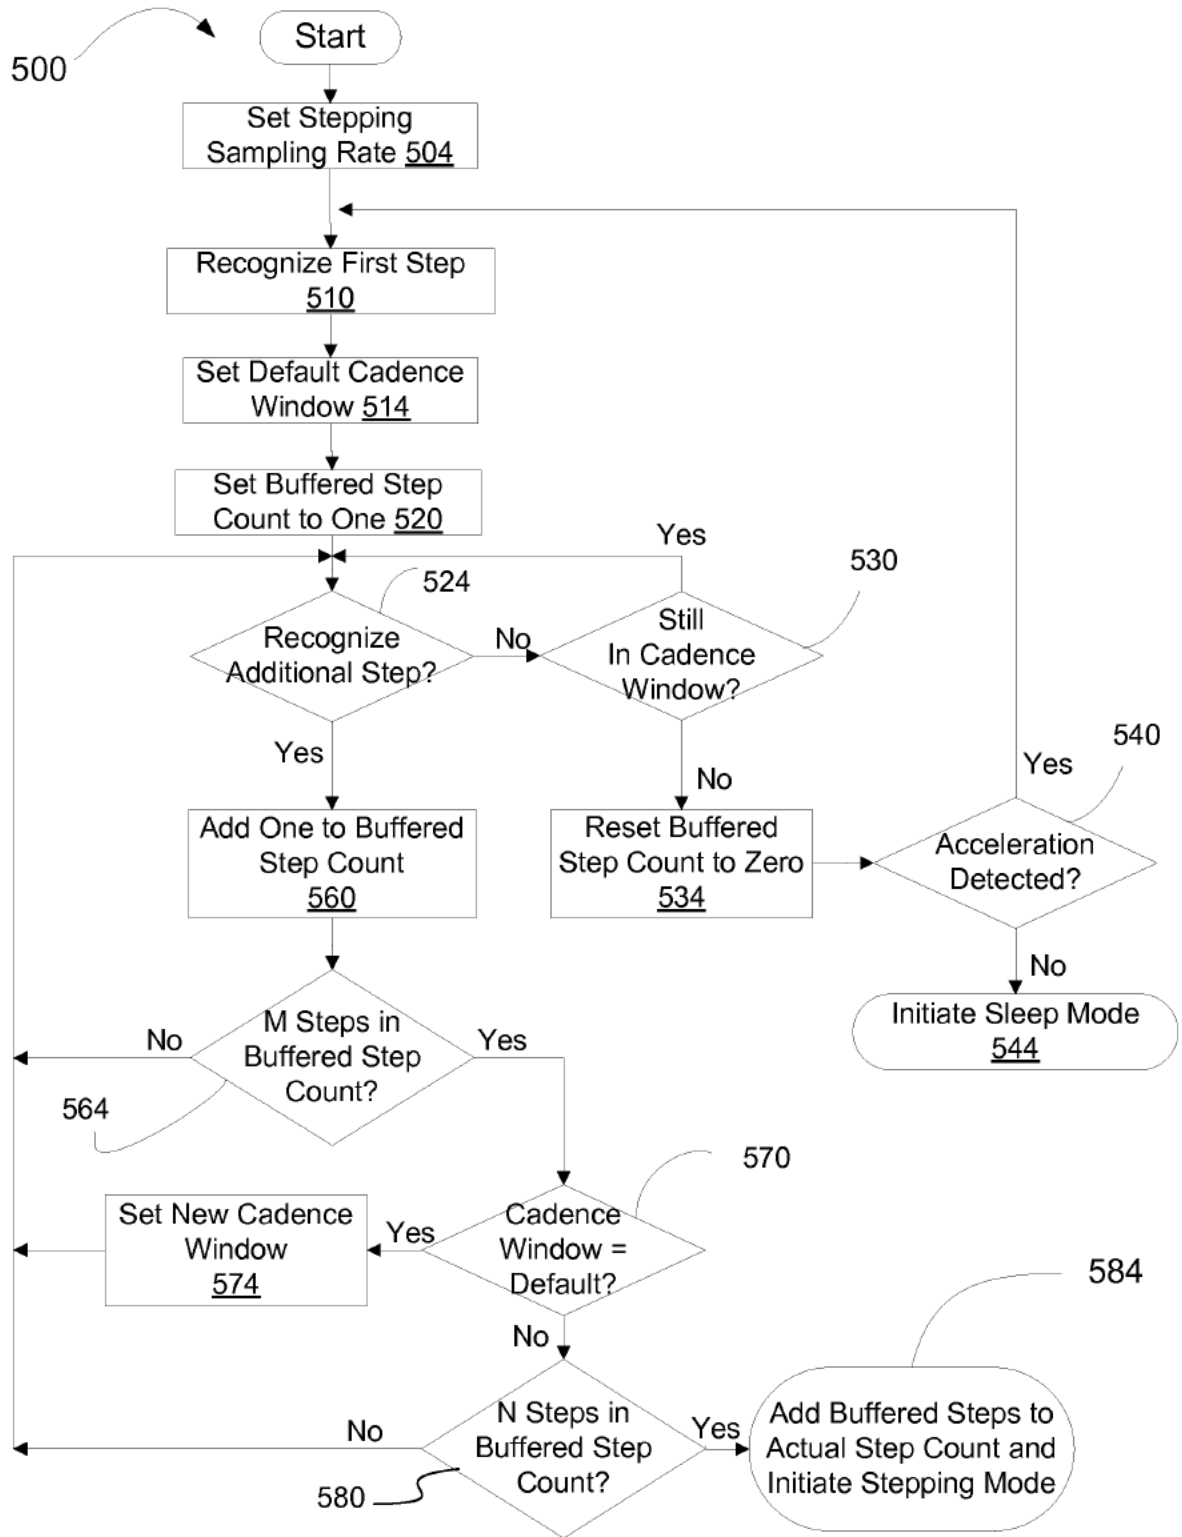 500
Start
Set Stepping
Sampling Rate 504
Recognize First Step
510
Set Default Cadence
Window 514
Set Buffered Step
Count to One 520
Yes
530
524
Recognize
Additional Step?
No
Still
In Cadence
Window?
Yes
No
540
Yes
Add One to Buffered
Step Count
560
Reset Buffered
Step Count to Zero
534
Acceleration
Detected?
No
Initiate Sleep Mode
544
No
M Steps in
Buffered Step
Count?
Yes
564
570
Set New Cadence
Window
574
Yes
Cadence
Window =
Default?
No
584
No
N Steps in
Buffered Step
Count?
Yes
580
Add Buffered Steps to
Actual Step Count and
Initiate Stepping Mode